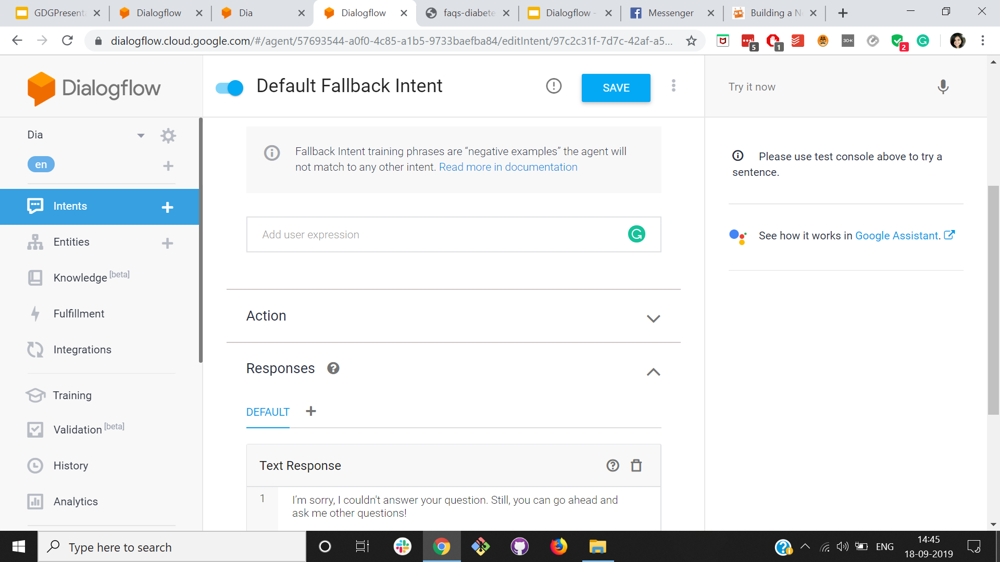 GDGPresent
Dialogflow
Dia
Dialogflow
faqs-diabete
Dialogflow -
Messenger
Building a N
dialogflow.cloud.google.com/#/agent/57693544-a0f0-4c85-a1b5-9733baefba84/editIntent/97c2c31f-7d7c-42af-a5...
5
1
30K
2
Dialogflow
Default Fallback Intent
SAVE
Try it now
Dia
en
Intents
Entities
Knowledge [beta]
Fulfillment
Integrations
Training
Validation [beta]
History
Analytics
Fallback Intent training phrases are “negative examples” the agent will
not match to any other intent. Read more in documentation
Add user expression
Action
Responses
DEFAULT
Text Response
1
I’m sorry, I couldn't answer your question. Still, you can go ahead and
ask me other questions!
Please use test console above to try a
sentence.
See how it works in Google Assistant.
Type here to search
ENG
14:45
18-09-2019